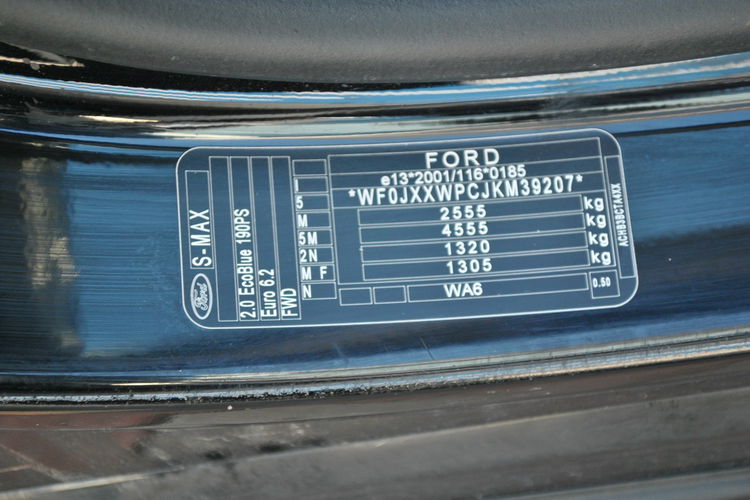 FORD
e13*2001/116*0185
*WF0JXXWPCJKM39207*
2555 kg
4555 kg
1320 kg
1305 kg
WA6
0.50
ACHB3BCTA4XX
I
5
M
5M
2N
M F
N
Ford
S-MAX
2.0 EcoBlue 190PS
Euro 6.2
FWD